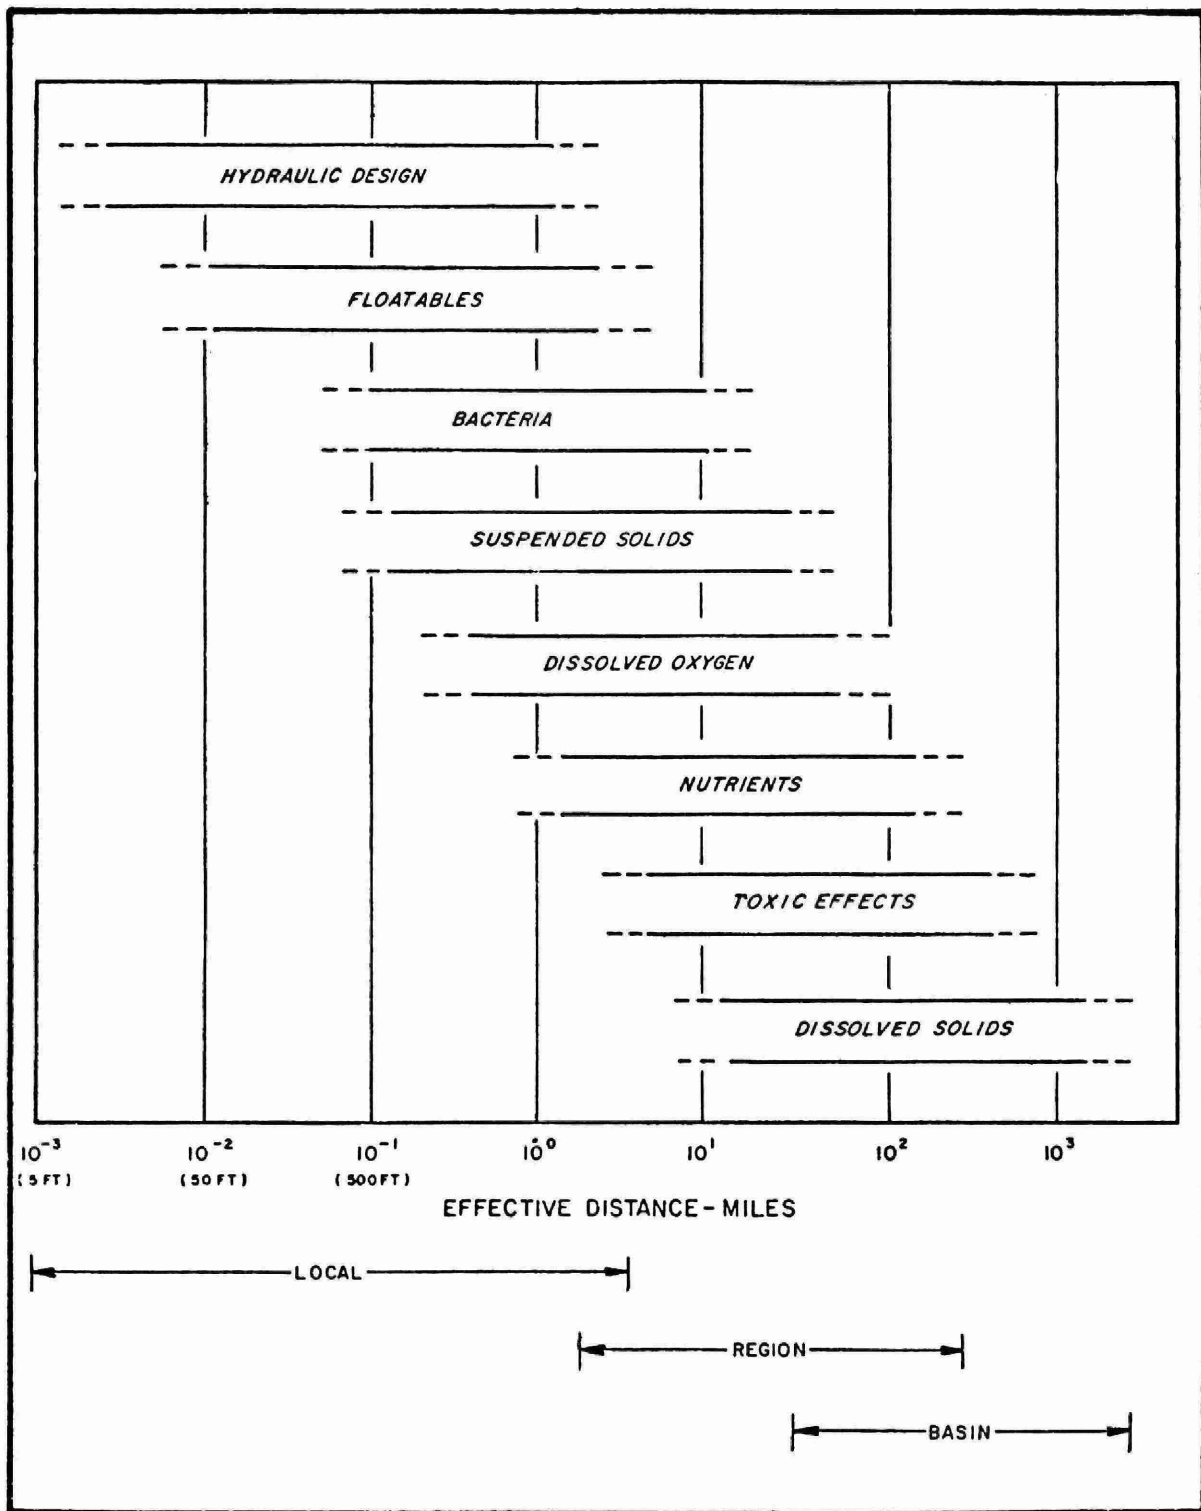 HYDRAULIC DESIGN
FLOATABLES
BACTERIA
SUSPENDED SOLIDS
DISSOLVED OXYGEN
NUTRIENTS
TOXIC EFFECTS
DISSOLVED SOLIDS
10⁻³ 10⁻² 10⁻¹ 10⁰ 10¹ 10² 10³
(5 FT) (50 FT) (500 FT)
EFFECTIVE DISTANCE - MILES
LOCAL
REGION
BASIN